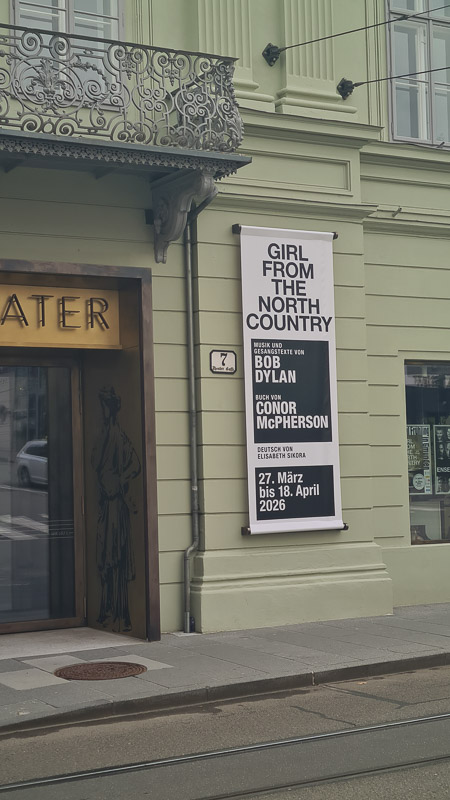 ATER
7
GIRL
FROM
THE
NORTH
COUNTRY
MUSIK UND
GESANGSTEXTE VON
BOB
DYLAN
BUCH VON
CONOR
McPHERSON
DEUTSCH VON
ELISABETH SIKORA
27. März
bis 18. April
2026